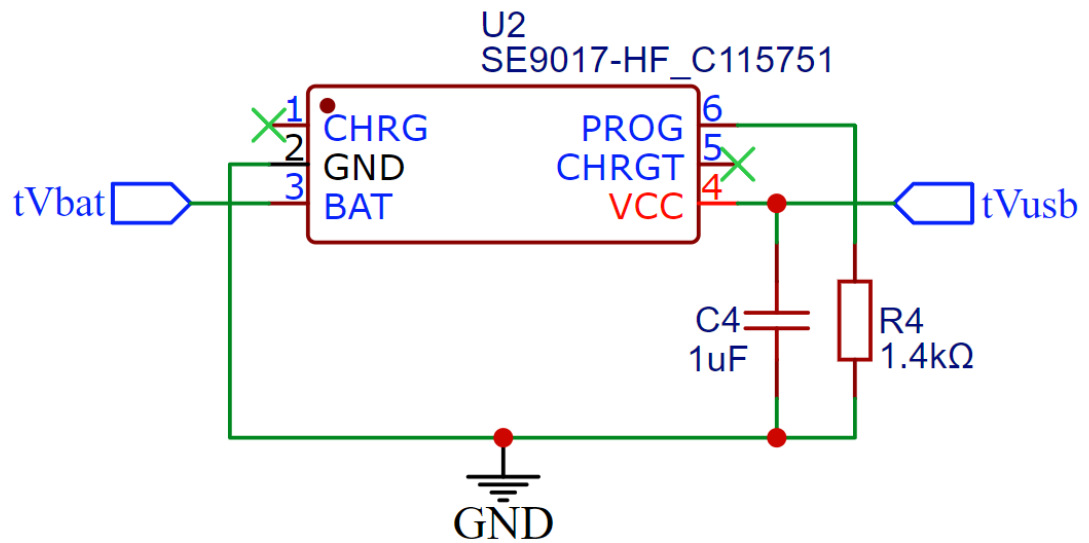 U2
SE9017-HF_C115751
1
CHRG
PROG
6
2
GND
CHRGT
5
tVbat
3
BAT
VCC
4
tVusb
C4
1uF
R4
1.4kΩ
GND